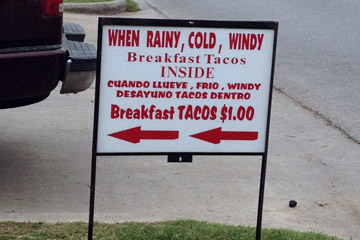 WHEN RAINY, COLD, WINDY
Breakfast Tacos
INSIDE
CUANDO LLUEVE, FRIO, WINDY
DESAYUNO TACOS DENTRO
Breakfast TACOS $1.00